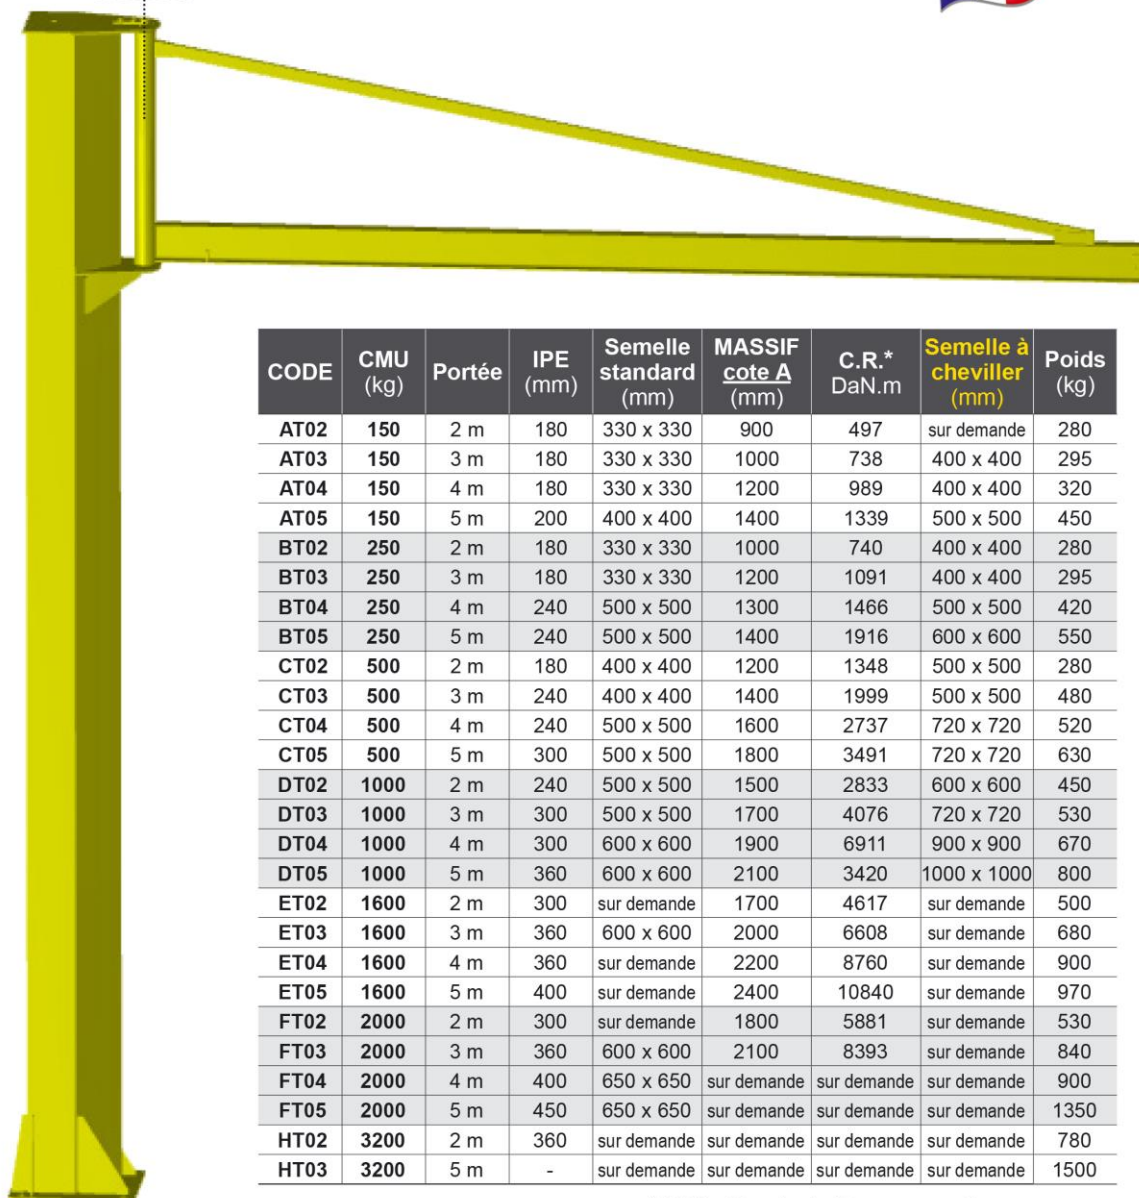 CODE CMU (kg) Portée IPE (mm) Semelle standard (mm) MASSIF cote A (mm) C.R.* DaN.m Semelle à cheviller (mm) Poids (kg)
AT02 150 2 m 180 330 x 330 900 497 sur demande 280
AT03 150 3 m 180 330 x 330 1000 738 400 x 400 295
AT04 150 4 m 180 330 x 330 1200 989 400 x 400 320
AT05 150 5 m 200 400 x 400 1400 1339 500 x 500 450
BT02 250 2 m 180 330 x 330 1000 740 400 x 400 280
BT03 250 3 m 180 330 x 330 1200 1091 400 x 400 295
BT04 250 4 m 240 500 x 500 1300 1466 500 x 500 420
BT05 250 5 m 240 500 x 500 1400 1916 600 x 600 550
CT02 500 2 m 180 400 x 400 1200 1348 500 x 500 280
CT03 500 3 m 240 400 x 400 1400 1999 500 x 500 480
CT04 500 4 m 240 500 x 500 1600 2737 720 x 720 520
CT05 500 5 m 300 500 x 500 1800 3491 720 x 720 630
DT02 1000 2 m 240 500 x 500 1500 2833 600 x 600 450
DT03 1000 3 m 300 500 x 500 1700 4076 720 x 720 530
DT04 1000 4 m 300 600 x 600 1900 6911 900 x 900 670
DT05 1000 5 m 360 600 x 600 2100 3420 1000 x 1000 800
ET02 1600 2 m 300 sur demande 1700 4617 sur demande 500
ET03 1600 3 m 360 600 x 600 2000 6608 sur demande 680
ET04 1600 4 m 360 sur demande 2200 8760 sur demande 900
ET05 1600 5 m 400 sur demande 2400 10840 sur demande 970
FT02 2000 2 m 300 sur demande 1800 5881 sur demande 530
FT03 2000 3 m 360 600 x 600 2100 8393 sur demande 840
FT04 2000 4 m 400 650 x 650 sur demande sur demande sur demande 900
FT05 2000 5 m 450 650 x 650 sur demande sur demande sur demande 1350
HT02 3200 2 m 360 sur demande sur demande sur demande sur demande 780
HT03 3200 5 m - sur demande sur demande sur demande sur demande 1500